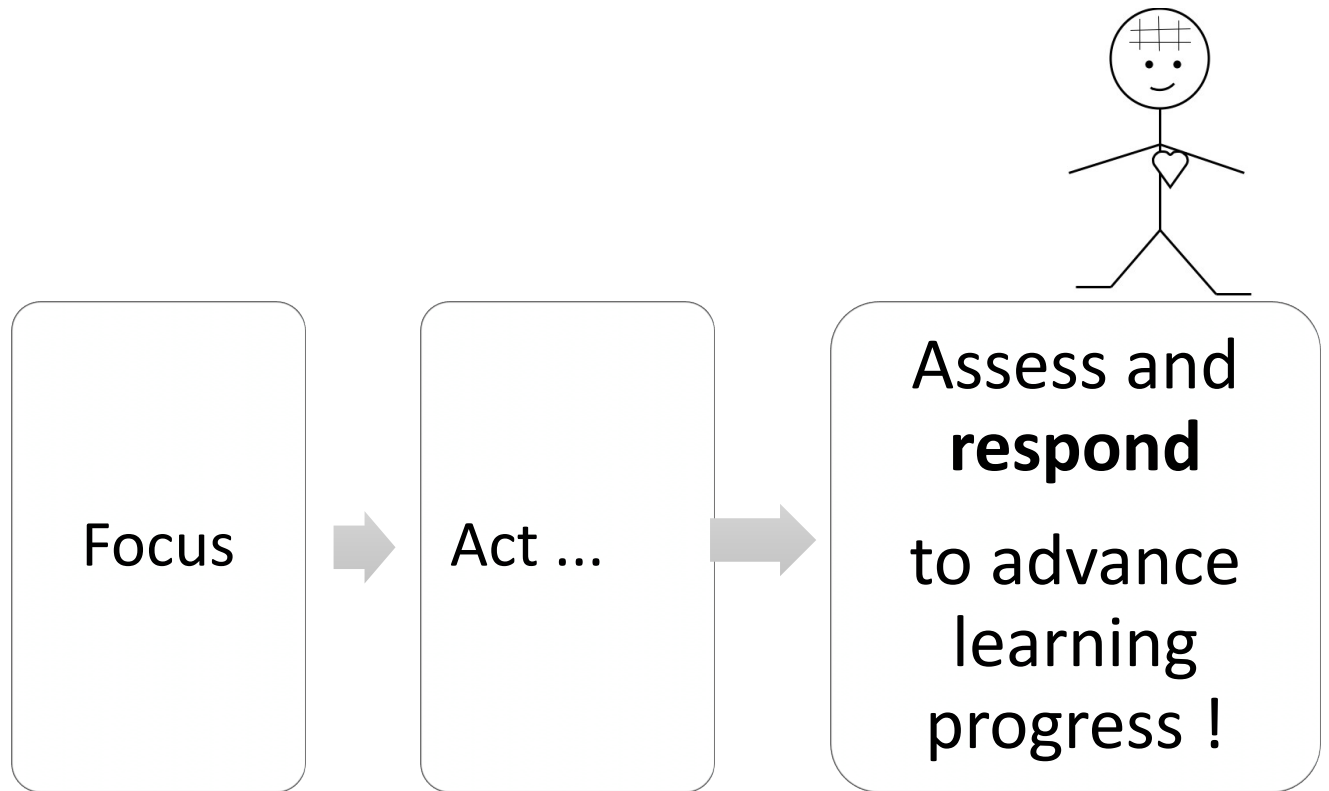 Focus
Act ...
Assess and
respond
to advance
learning
progress !